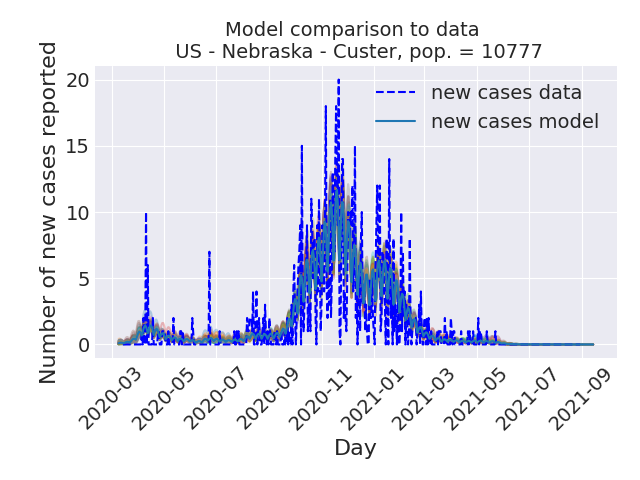 Model comparison to data
US - Nebraska - Custer, pop. = 10777
Number of new cases reported
20
15
10
5
0
new cases data
new cases model
2020-03
2020-05
2020-07
2020-09
2020-11
2021-01
2021-03
2021-05
2021-07
2021-09
Day